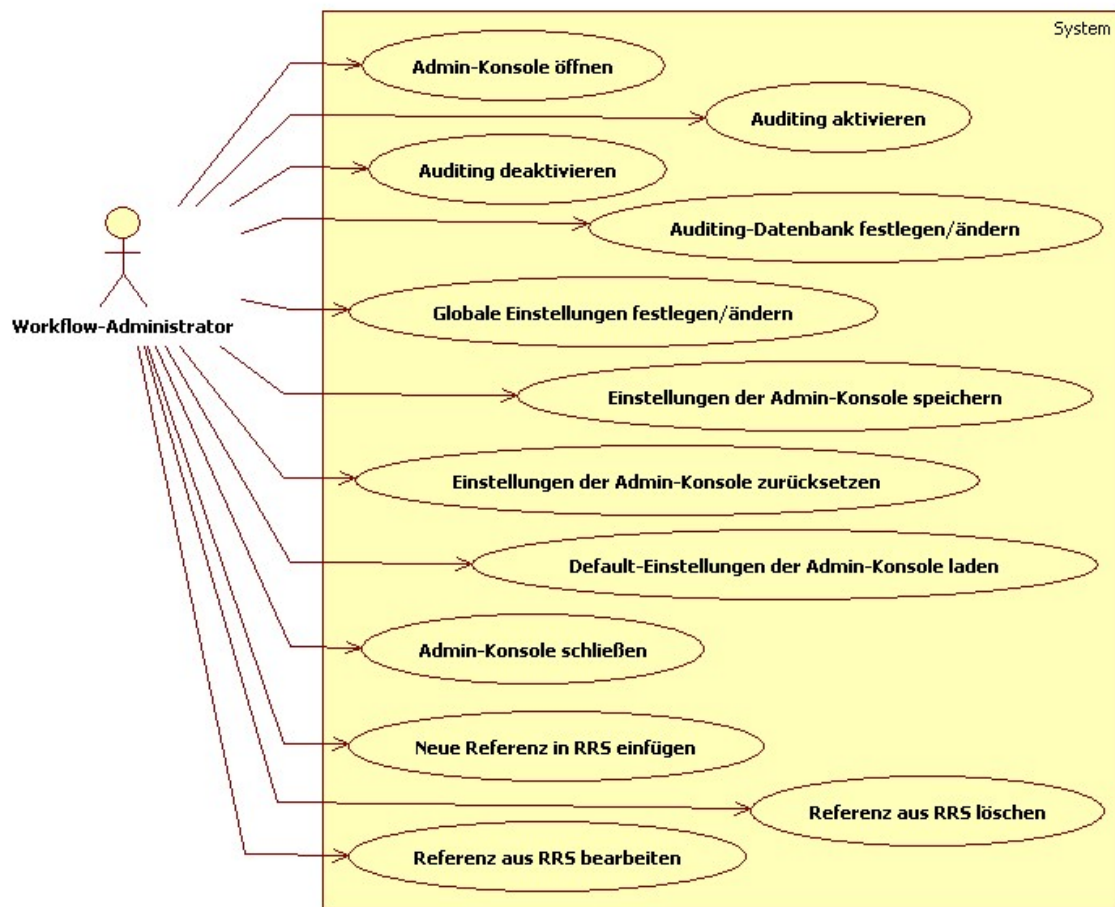 System
Admin-Konsole öffnen
Auditing aktivieren
Auditing deaktivieren
Auditing-Datenbank festlegen/ändern
Globale Einstellungen festlegen/ändern
Workflow-Administrator
Einstellungen der Admin-Konsole speichern
Einstellungen der Admin-Konsole zurücksetzen
Default-Einstellungen der Admin-Konsole laden
Admin-Konsole schließen
Neue Referenz in RRS einfügen
Referenz aus RRS löschen
Referenz aus RRS bearbeiten